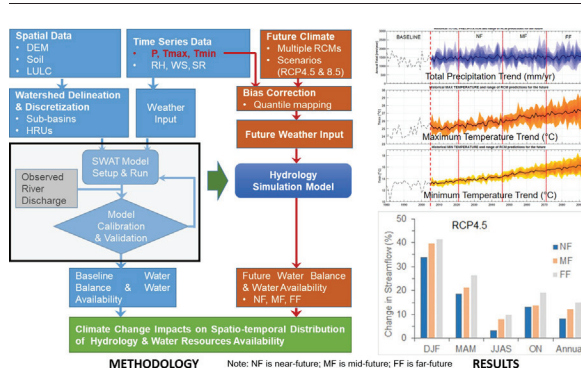 Spatial Data
• DEM
• Soil
• LULC
Time Series Data
• P, Tmax, Tmin
• RH, WS, SR
Future Climate
• Multiple RCMs
• Scenarios
(RCP4.5 & 8.5)
Watershed Delineation
& Discretization
• Sub-basins
• HRUs
Weather
Input
Bias Correction
• Quantile mapping
Future Weather Input
SWAT Model
Setup & Run
Observed
River
Discharge
Model
Calibration
& Validation
Hydrology
Simulation Model
Baseline Water
Balance & Water
Availability
Future Water Balance
& Water Availability
• NF, MF, FF
Climate Change Impacts on Spatio-temporal Distribution
of Hydrology & Water Resources Availability
METHODOLOGY
Note: NF is near-future; MF is mid-future; FF is far-future
RESULTS
BASELINE
NF
MF
FF
Total Precipitation Trend (mm/yr)
Maximum Temperature Trend (°C)
Minimum Temperature Trend (°C)
RCP4.5
Change in Streamflow (%)
50
40
30
20
10
0
DJF
MAM
JJAS
ON
Annual
NF
MF
FF